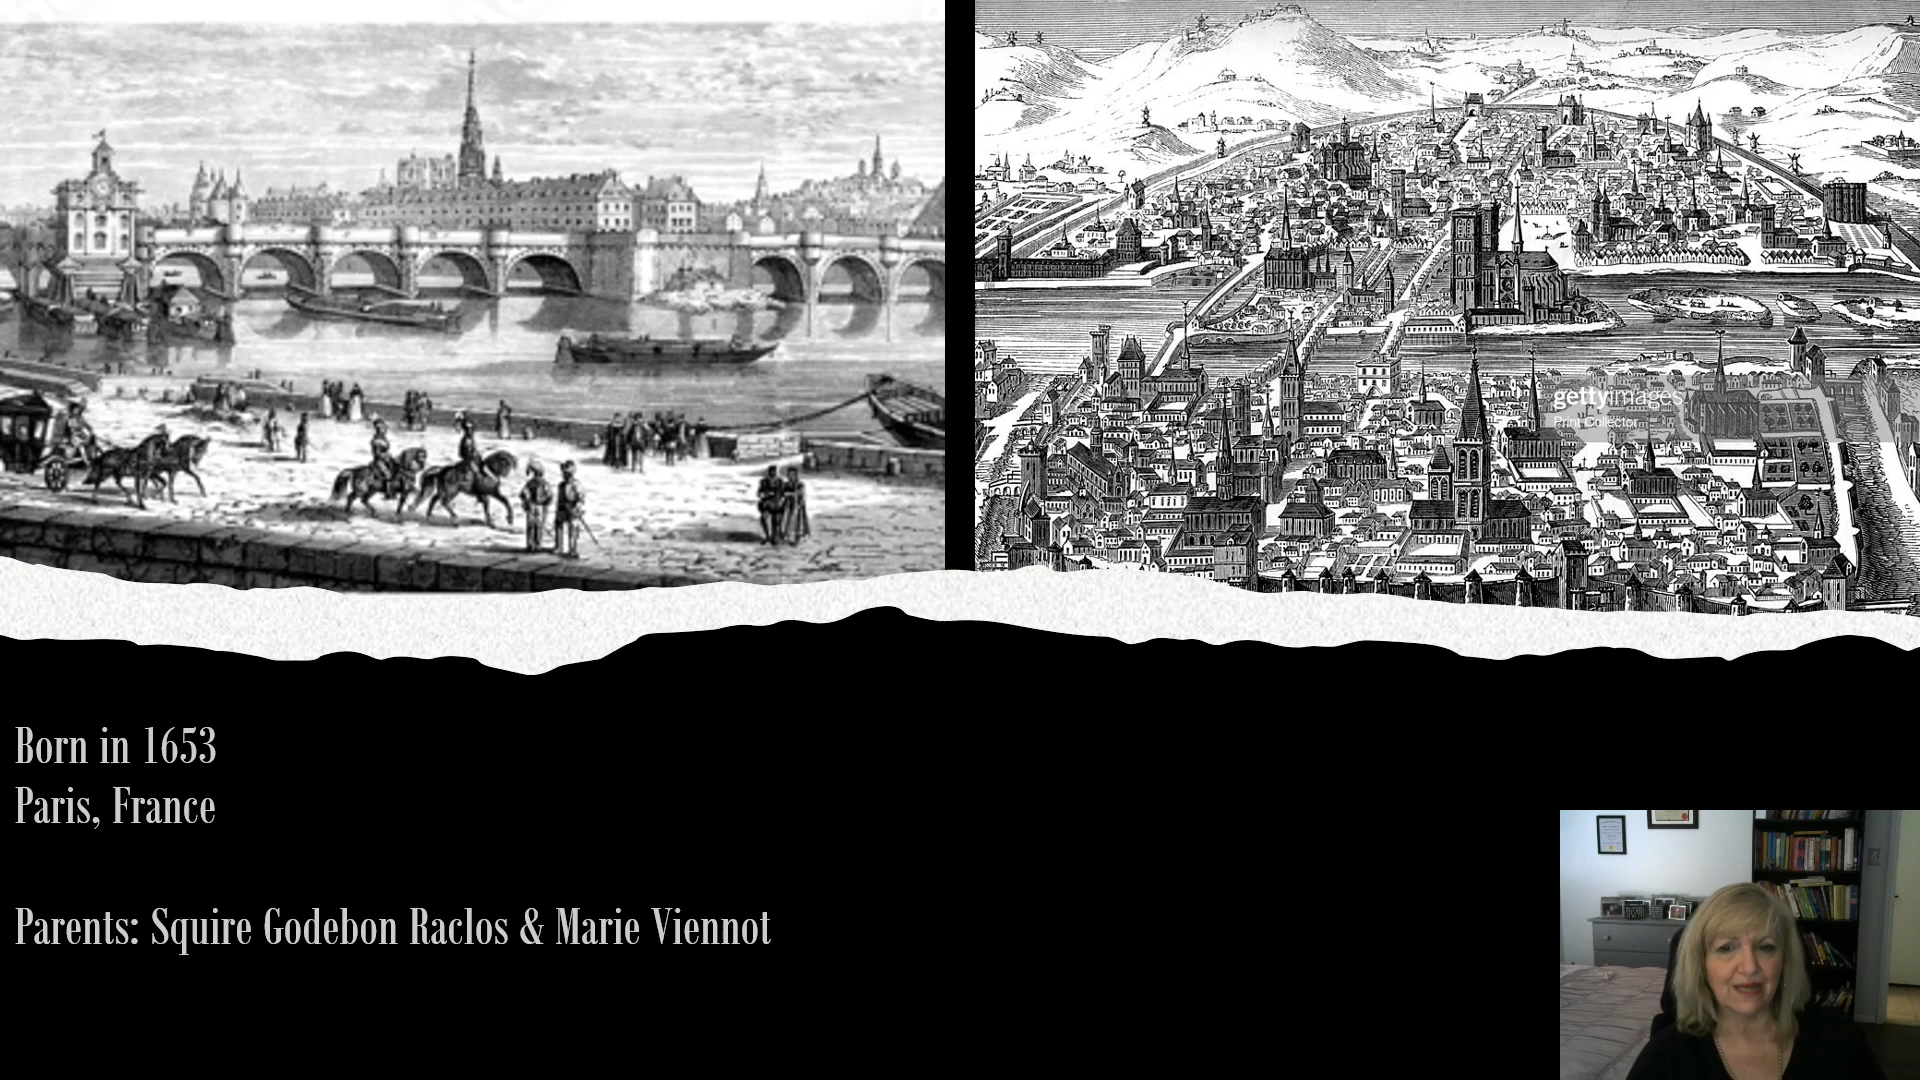 gettyimages
Print Collector
Born in 1653
Paris, France
Parents: Squire Godebon Raclos & Marie Viennot